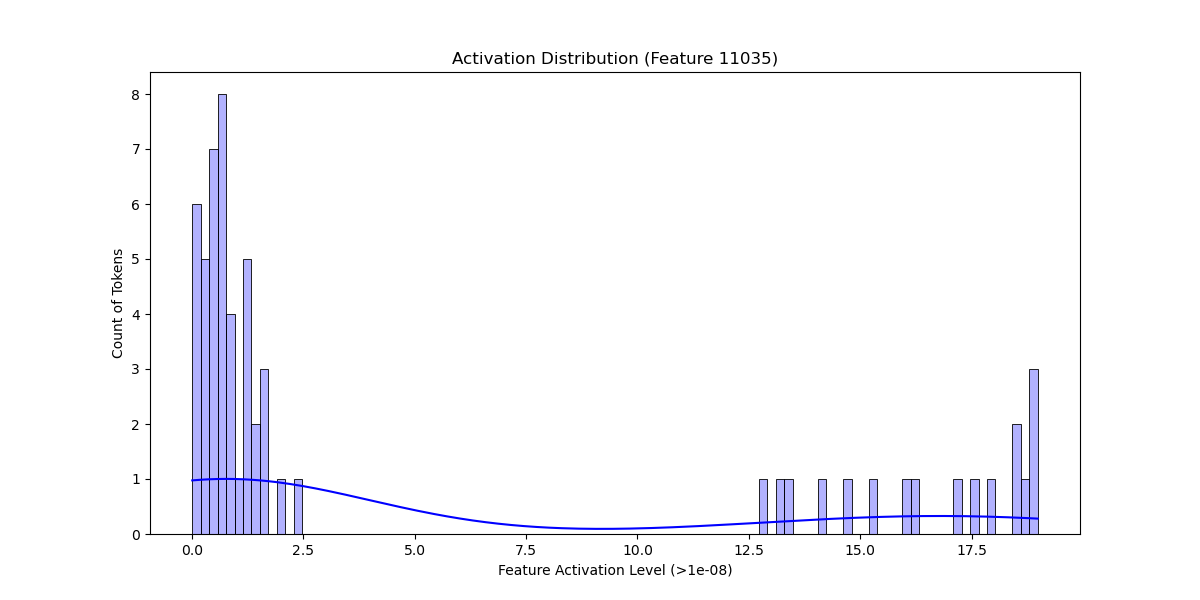 Activation Distribution (Feature 11035)
8
7
6
5
4
3
2
1
0
Count of Tokens
0.0 2.5 5.0 7.5 10.0 12.5 15.0 17.5
Feature Activation Level (>1e-08)